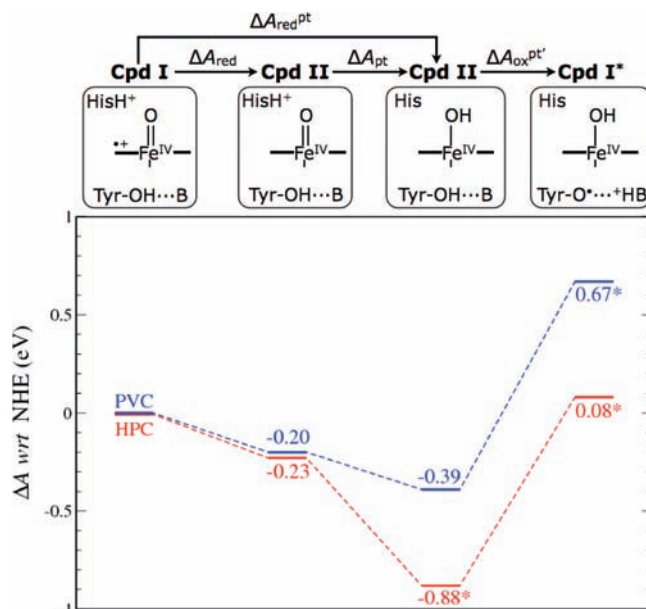 ΔA_red^pt
Cpd I ΔA_red Cpd II ΔA_pt Cpd II ΔA_ox^pt' Cpd I*
HisH⁺ HisH⁺ His His
O O OH OH
•+ Fe^IV Fe^IV Fe^IV Fe^IV
Tyr-OH···B Tyr-OH···B Tyr-OH···B Tyr-O•···⁺HB
1
0.5
0
-0.5
-1
ΔA wrt NHE (eV)
PVC
HPC
-0.20
-0.23
-0.39
-0.88*
0.67*
0.08*